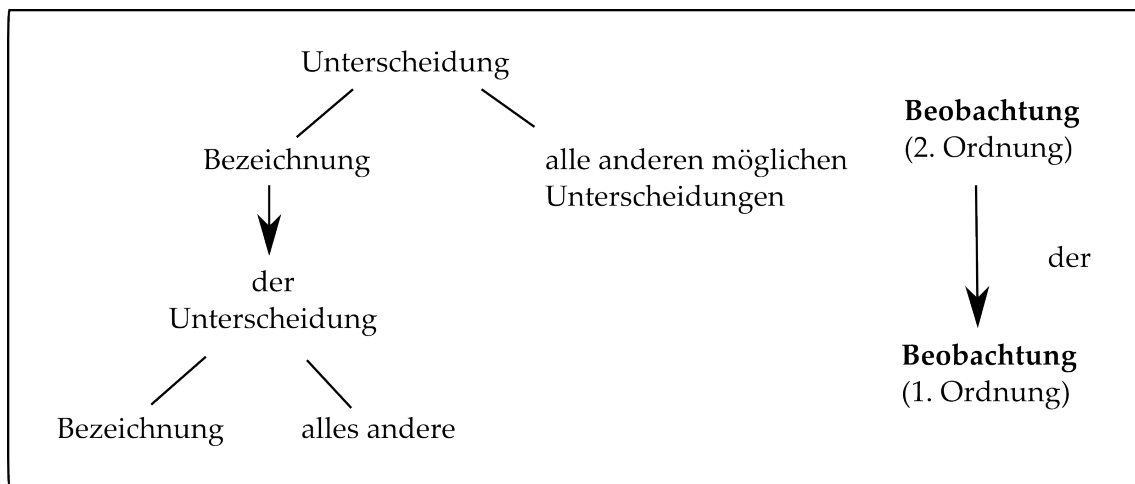 Unterscheidung
Bezeichnung
alle anderen möglichen
Unterscheidungen
der
Unterscheidung
Bezeichnung
alles andere
Beobachtung
(2. Ordnung)
der
Beobachtung
(1. Ordnung)